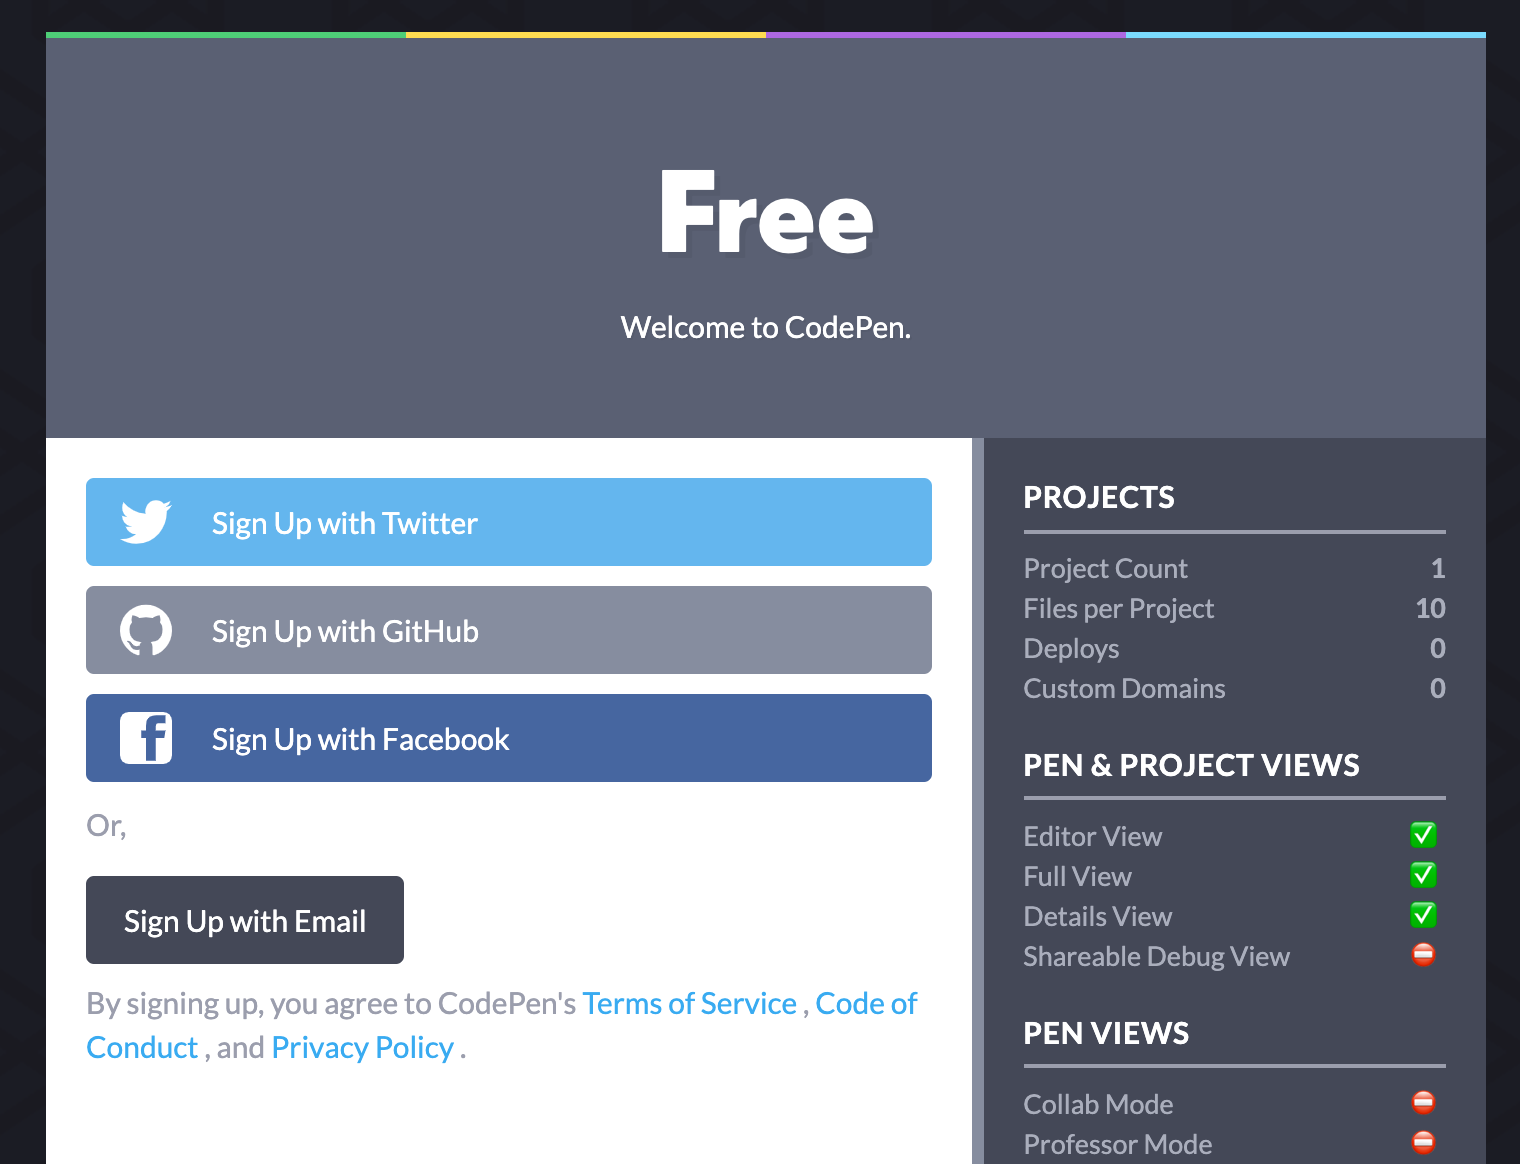 Free
Welcome to CodePen.
Sign Up with Twitter
Sign Up with GitHub
Sign Up with Facebook
Or,
Sign Up with Email
By signing up, you agree to CodePen's Terms of Service , Code of
Conduct , and Privacy Policy .
PROJECTS
Project Count 1
Files per Project 10
Deploys 0
Custom Domains 0
PEN & PROJECT VIEWS
Editor View ✅
Full View ✅
Details View ✅
Shareable Debug View ⛔
PEN VIEWS
Collab Mode ⛔
Professor Mode ⛔